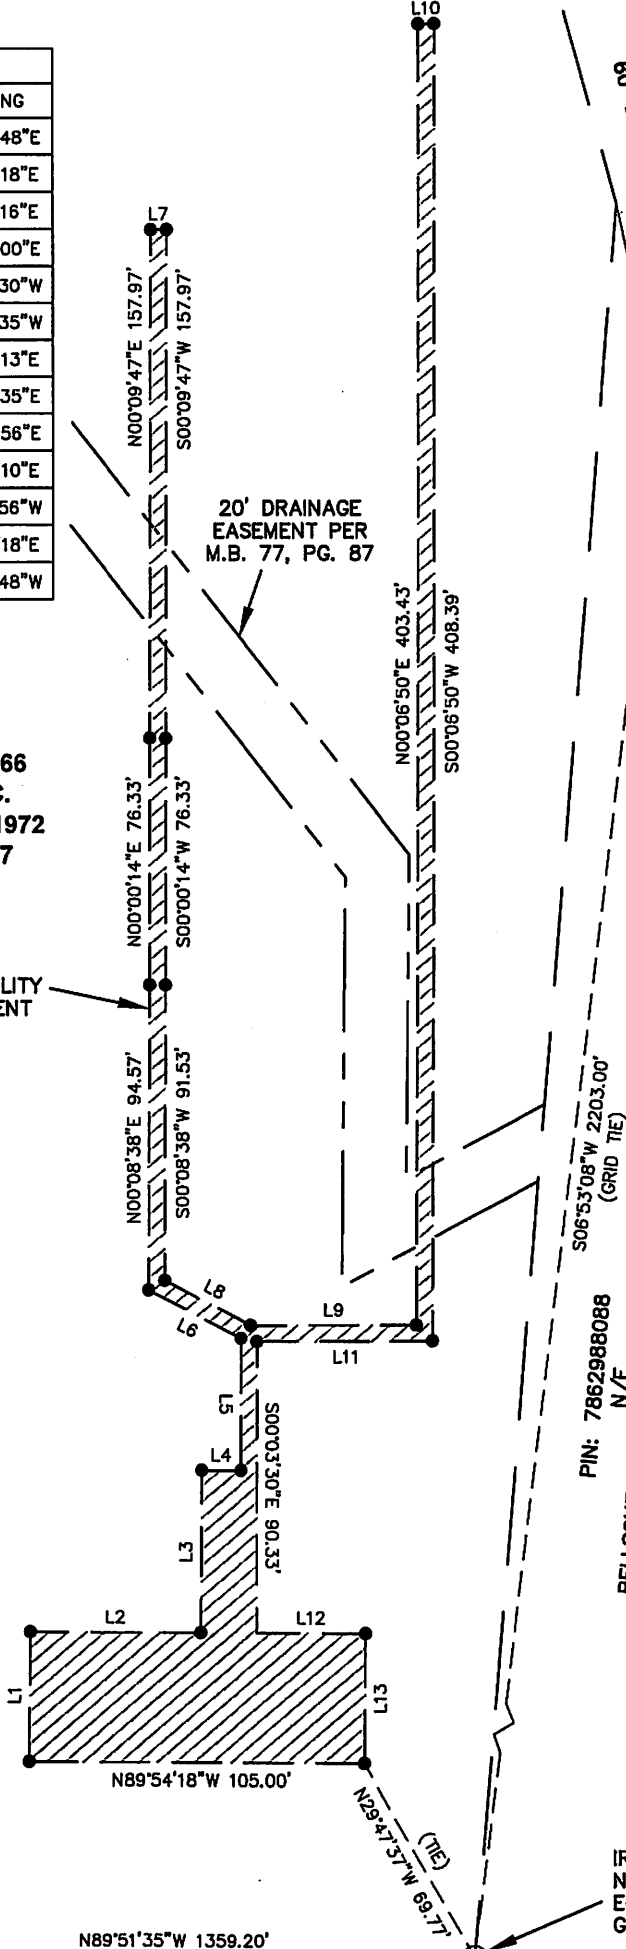 L10
NG
48"E
18"E
16"E
00"E
30"W
35"W
13"E
35"E
56"E
10"E
56"W
18"E
48"W
L7
N00°09'47"E 157.97'
S00°09'47"W 157.97'
20' DRAINAGE
EASEMENT PER
M.B. 77, PG. 87
N00°06'50"E 403.43'
S00°06'50"W 408.39'
66
C.
1972
7
N00°00'14"E 76.33'
S00°00'14"W 76.33'
LITY
ENT
N00°08'38"E 94.57'
S00°08'38"W 91.53'
S06°53'08"W 2203.00'
(GRID TIE)
L8
L6
L9
L11
L5
S00°03'30"E 90.33'
L4
L3
PIN: 7862988088
N/F
L2
L12
L1
L13
N89°54'18"W 105.00'
N29°47'37"W 69.77'
(TIE)
IR
N
E
G
N89°51'35"W 1359.20'